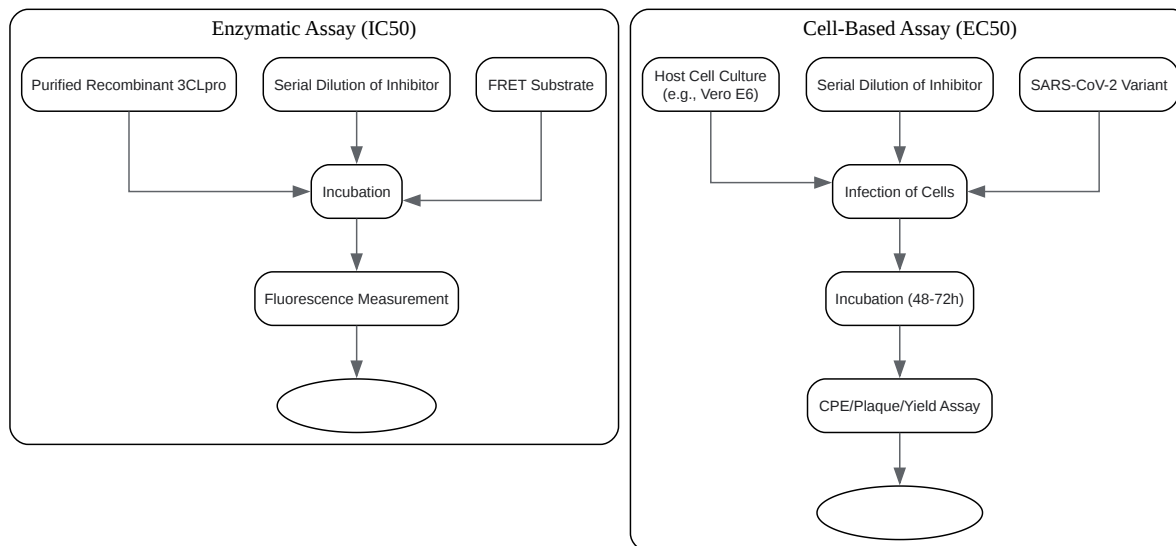 Enzymatic Assay (IC50)
Purified Recombinant 3CLpro
Serial Dilution of Inhibitor
FRET Substrate
Incubation
Fluorescence Measurement
Cell-Based Assay (EC50)
Host Cell Culture
(e.g., Vero E6)
Serial Dilution of Inhibitor
SARS-CoV-2 Variant
Infection of Cells
Incubation (48-72h)
CPE/Plaque/Yield Assay